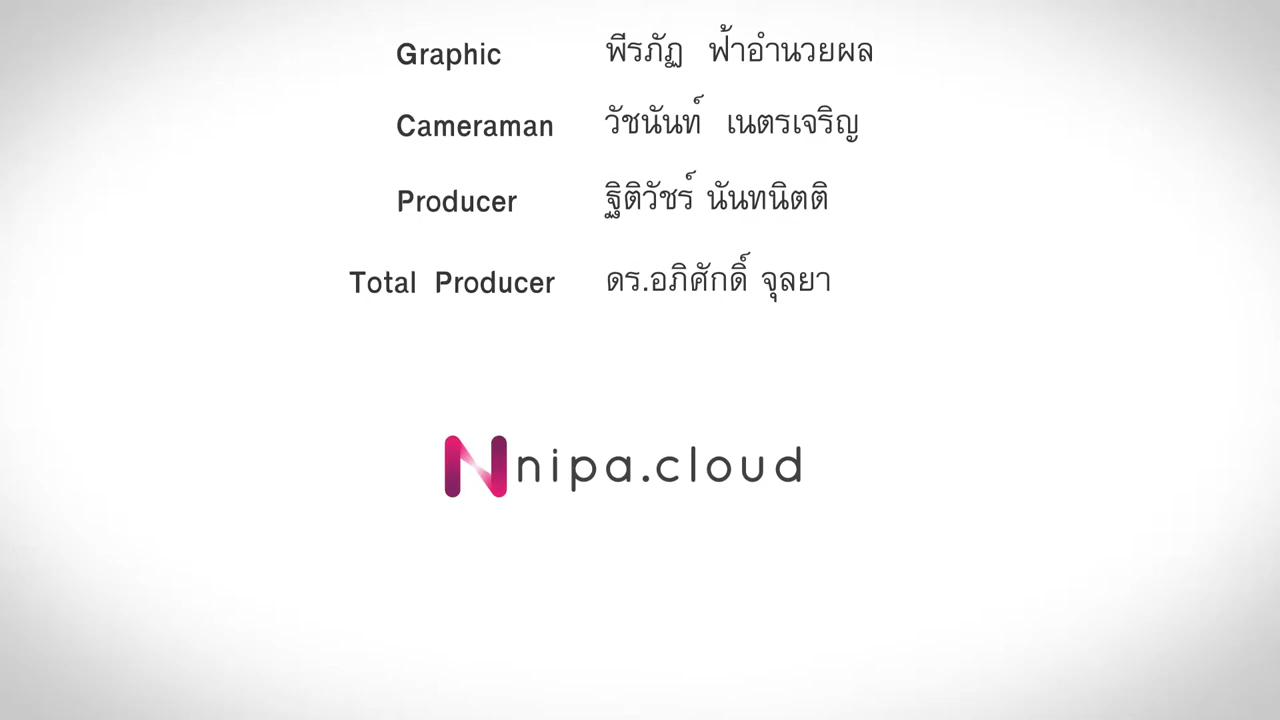 Graphic พีรภัฏ ฟ้าอำนวยผล
Cameraman วัชนันท์ เนตรเจริญ
Producer ฐิติวัชร์ นันทนิตติ
Total Producer ดร.อภิศักดิ์ จุลยา
nipa.cloud